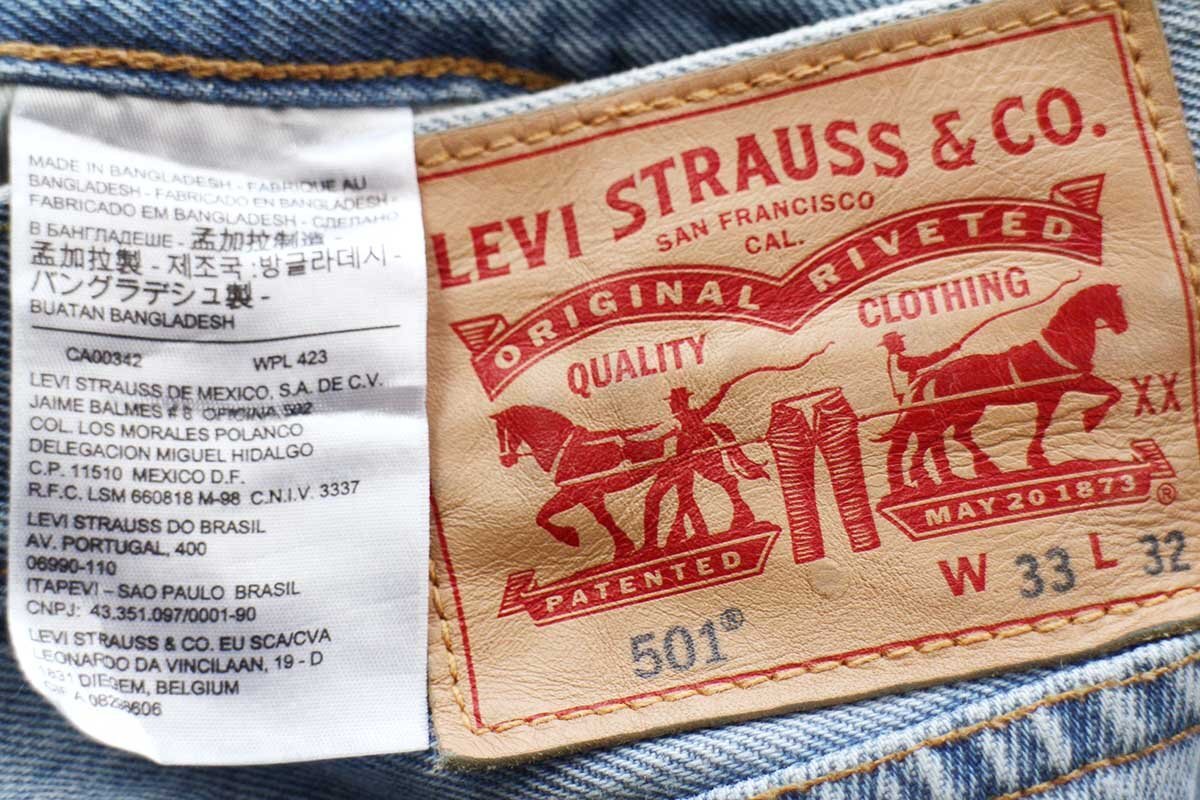 MADE IN BANGLADESH - FABRIQUE AU
BANGLADESH - FABRICADO EN BANGLADESH -
FABRICADO EM BANGLADESH - СДЕЛАНО
В БАНГЛАДЕШЕ - 孟加拉制造 -
孟加拉製 - 제조국 :방글라데시 -
バングラデシュ製 -
BUATAN BANGLADESH
CA00342 WPL 423
LEVI STRAUSS DE MEXICO, S.A. DE C.V.
JAIME BALMES # 8 OFICINA 502
COL. LOS MORALES POLANCO
DELEGACION MIGUEL HIDALGO
C.P. 11510 MEXICO D.F.
R.F.C. LSM 660818 M-98 C.N.I.V. 3337
LEVI STRAUSS DO BRASIL
AV. PORTUGAL, 400
06990-110
ITAPEVI - SAO PAULO BRASIL
CNPJ: 43.351.097/0001-90
LEVI STRAUSS & CO. EU SCA/CVA
LEONARDO DA VINCILAAN, 19 - D
1831 DIEGEM, BELGIUM
LEVI STRAUSS & CO.
SAN FRANCISCO
CAL.
ORIGINAL RIVETED
QUALITY CLOTHING
XX
PATENTED MAY 20 1873 ®
501® W 33 L 32